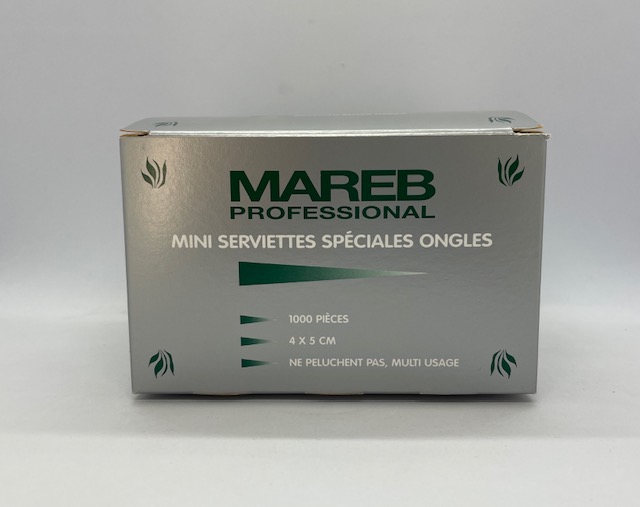 MAREB
PROFESSIONAL
MINI SERVIETTES SPÉCIALES ONGLES
1000 PIÈCES
4 X 5 CM
NE PELUCHENT PAS, MULTI USAGE